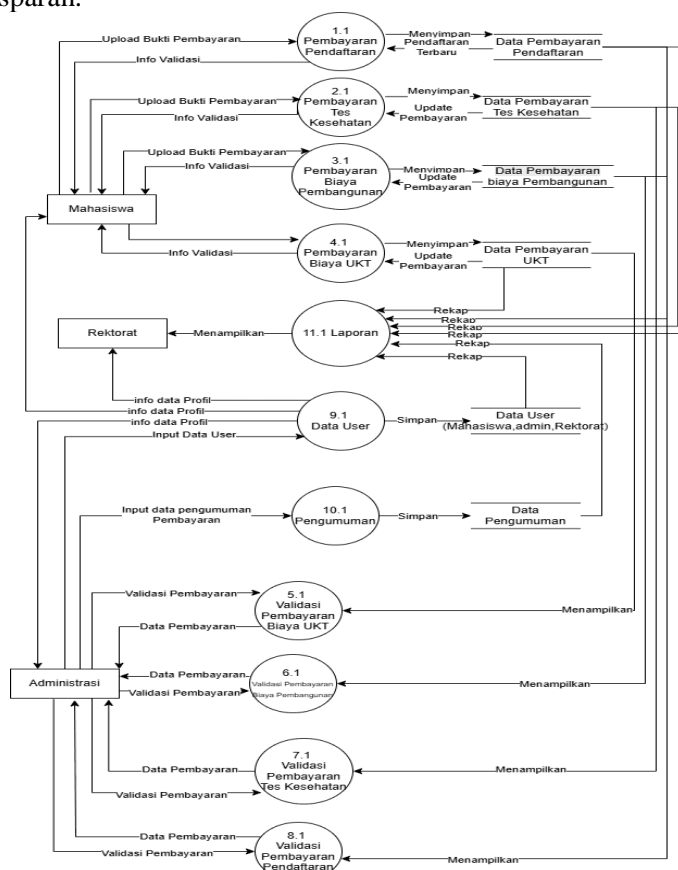 sparan.
1.1
Pembayaran
Pendaftaran
Upload Bukti Pembayaran
Info Validasi
Menyimpan
Pendaftaran
Terbaru
Data Pembayaran
Pendaftaran
2.1
Pembayaran
Tes
Kesehatan
Upload Bukti Pembayaran
Info Validasi
Menyimpan
Update
Pembayaran
Data Pembayaran
Tes Kesehatan
3.1
Pembayaran
Biaya
Pembangunan
Upload Bukti Pembayaran
Info Validasi
Menyimpan
Update
Pembayaran
Data Pembayaran
biaya Pembangunan
Mahasiswa
4.1
Pembayaran
Biaya UKT
Info Validasi
Menyimpan
Update
Pembayaran
Data Pembayaran
UKT
Rekap
Rekap
Rekap
Rekap
Rekap
Rekap
Rektorat
Menampilkan
11.1 Laporan
info data Profil
info data Profil
info data Profil
Input Data User
9.1
Data User
Simpan
Data User
(Mahasiswa,admin,Rektorat)
Input data pengumuman
Pembayaran
10.1
Pengumuman
Simpan
Data
Pengumuman
Validasi Pembayaran
Data Pembayaran
5.1
Validasi
Pembayaran
Biaya UKT
Menampilkan
Administrasi
Data Pembayaran
Validasi Pembayaran
6.1
Validasi Pembayaran
Biaya Pembangunan
Menampilkan
Data Pembayaran
Validasi Pembayaran
7.1
Validasi
Pembayaran
Tes Kesehatan
Menampilkan
Data Pembayaran
Validasi Pembayaran
8.1
Validasi
Pembayaran
Pendaftaran
Menampilkan